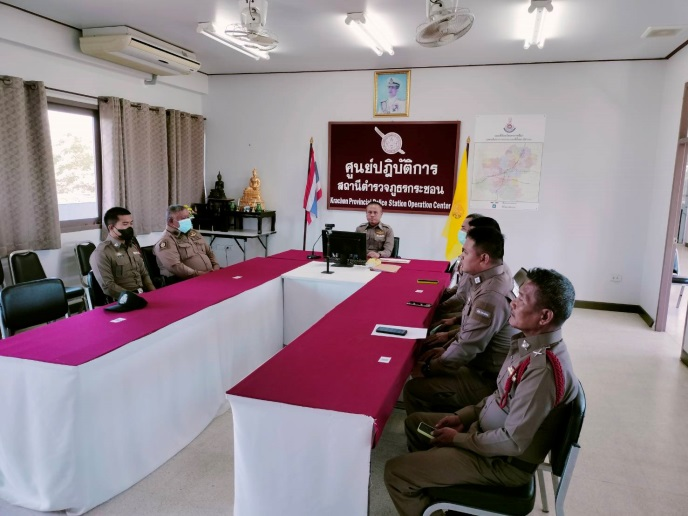 ศูนย์ปฏิบัติการ
สถานีตำรวจภูธรกระชอน
Krachon Provincial Police Station Operation Center